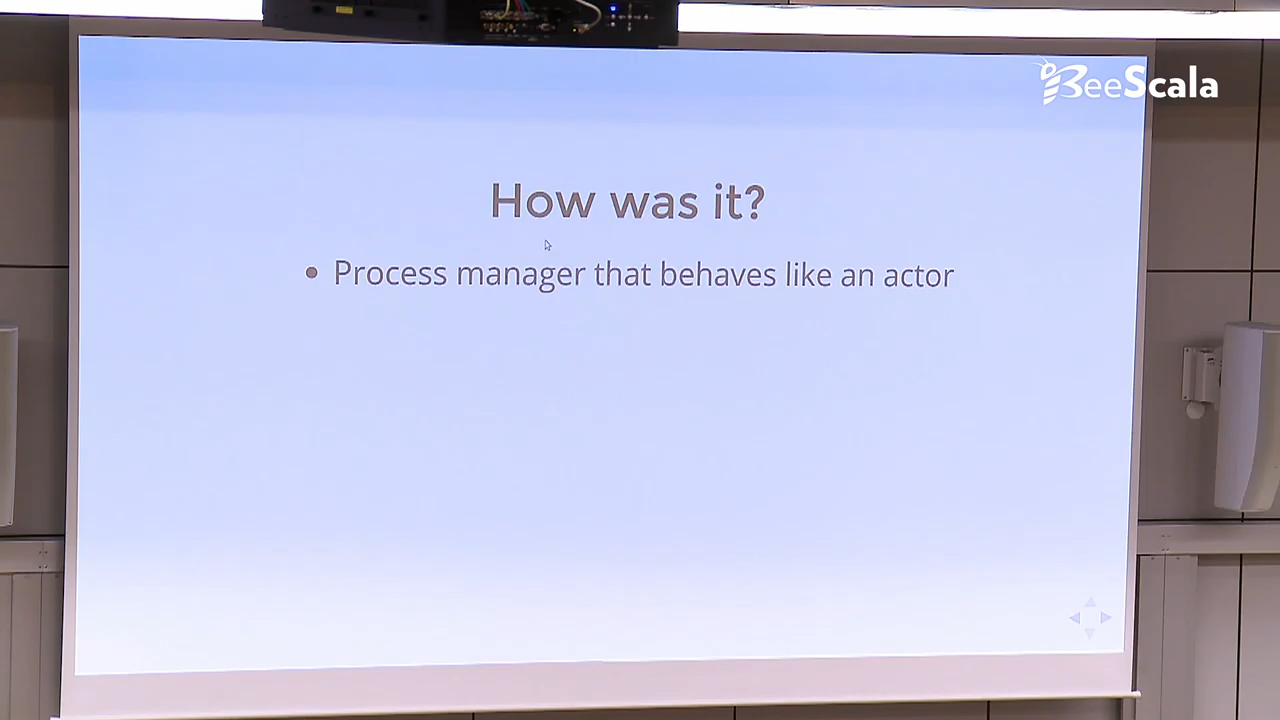 BeeScala
How was it?
• Process manager that behaves like an actor